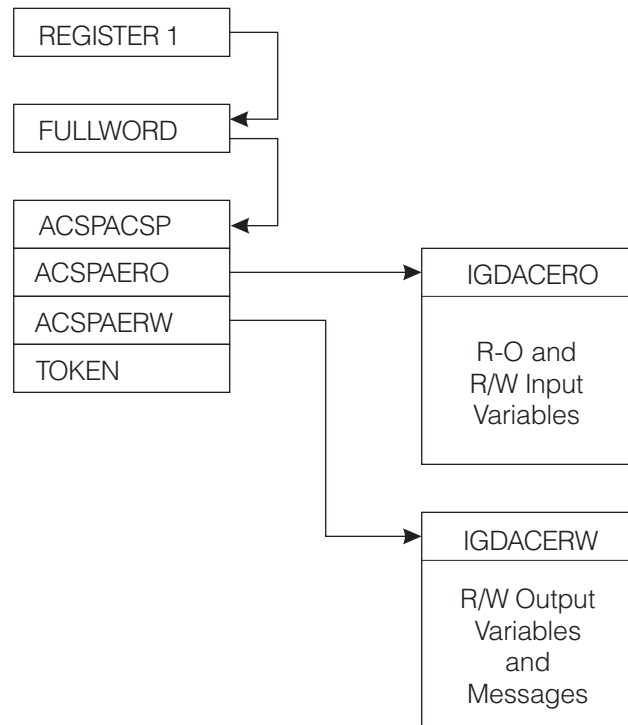 REGISTER 1
FULLWORD
ACSPACSP
ACSPAERO
ACSPAERW
TOKEN
IGDACERO
R-O and
R/W Input
Variables
IGDACERW
R/W Output
Variables
and
Messages